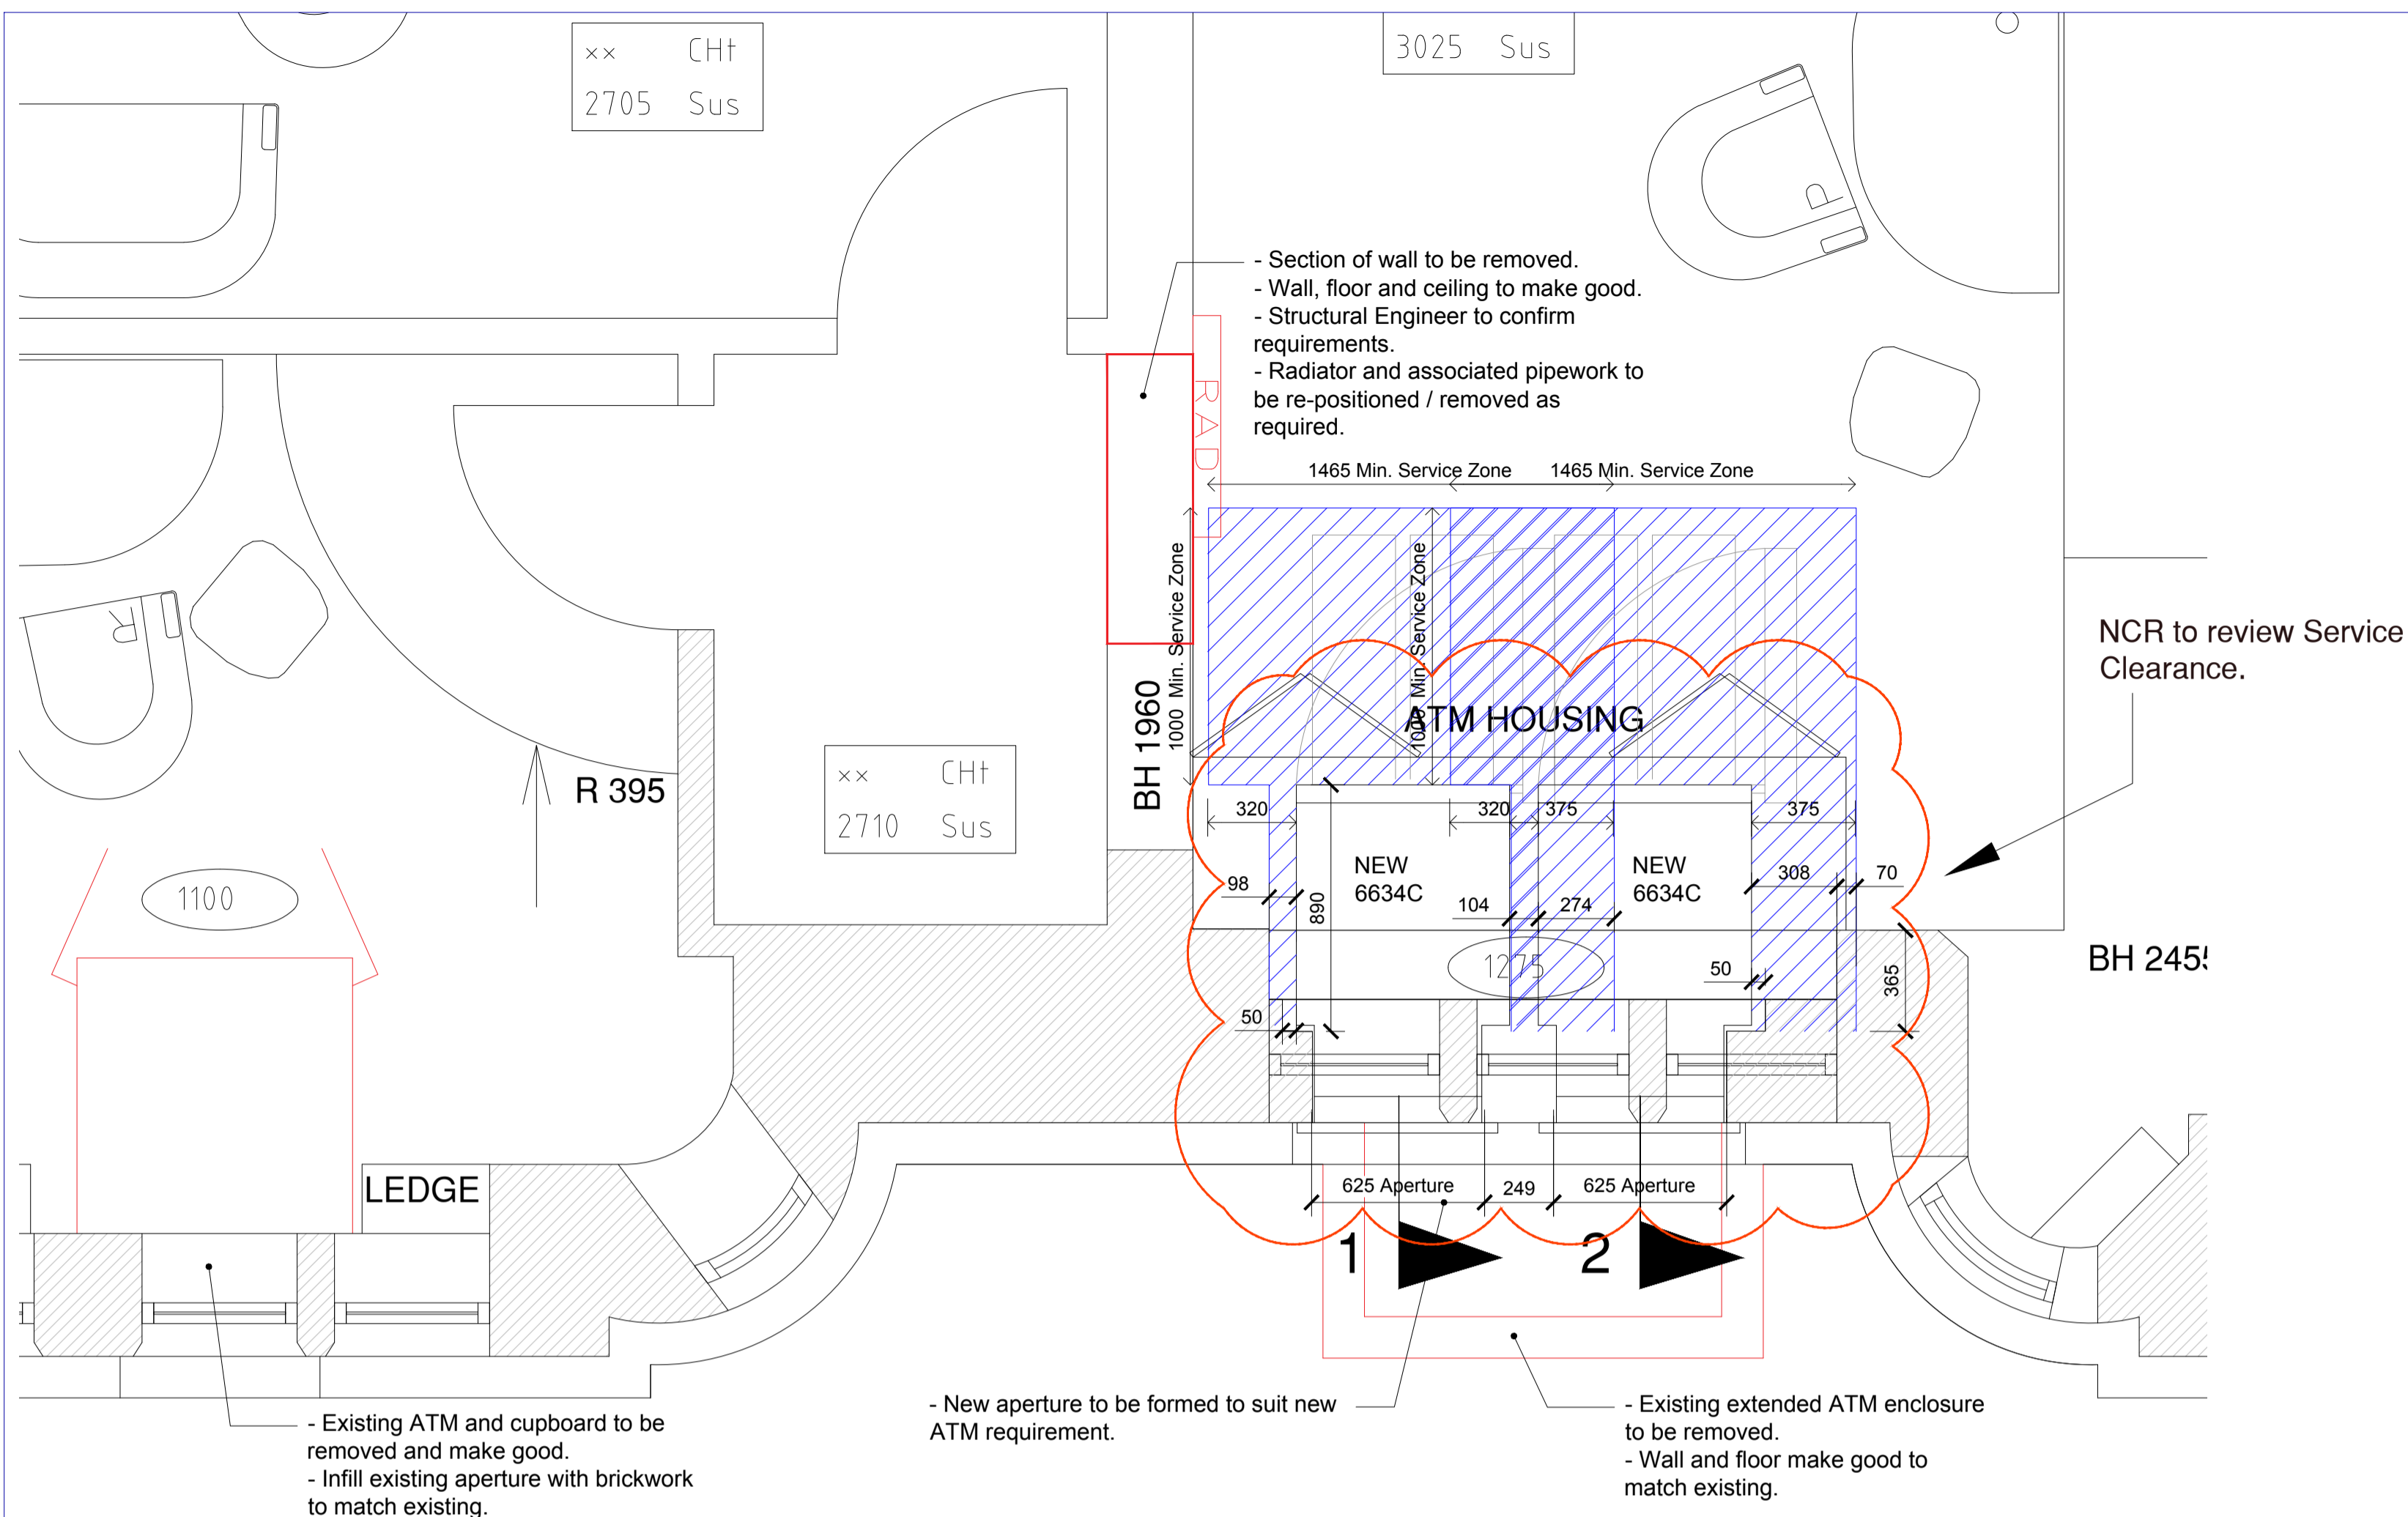 ×× CHt
2705 Sus
3025 Sus
P
- Section of wall to be removed.
- Wall, floor and ceiling to make good.
- Structural Engineer to confirm
requirements.
- Radiator and associated pipework to
be re-positioned / removed as
required.
RAD
1465 Min. Service Zone
1465 Min. Service Zone
1000 Min. Service Zone
1000 Min. Service Zone
NCR to review Service
Clearance.
R
BH 1960
ATM HOUSING
R 395
×× CHt
2710 Sus
320
320
375
375
NEW
6634C
NEW
6634C
98
890
104
274
308
70
1100
1275
50
50
365
BH 245
LEDGE
625 Aperture
249
625 Aperture
1
2
- Existing ATM and cupboard to be
removed and make good.
- Infill existing aperture with brickwork
to match existing.
- New aperture to be formed to suit new
ATM requirement.
- Existing extended ATM enclosure
to be removed.
- Wall and floor make good to
match existing.